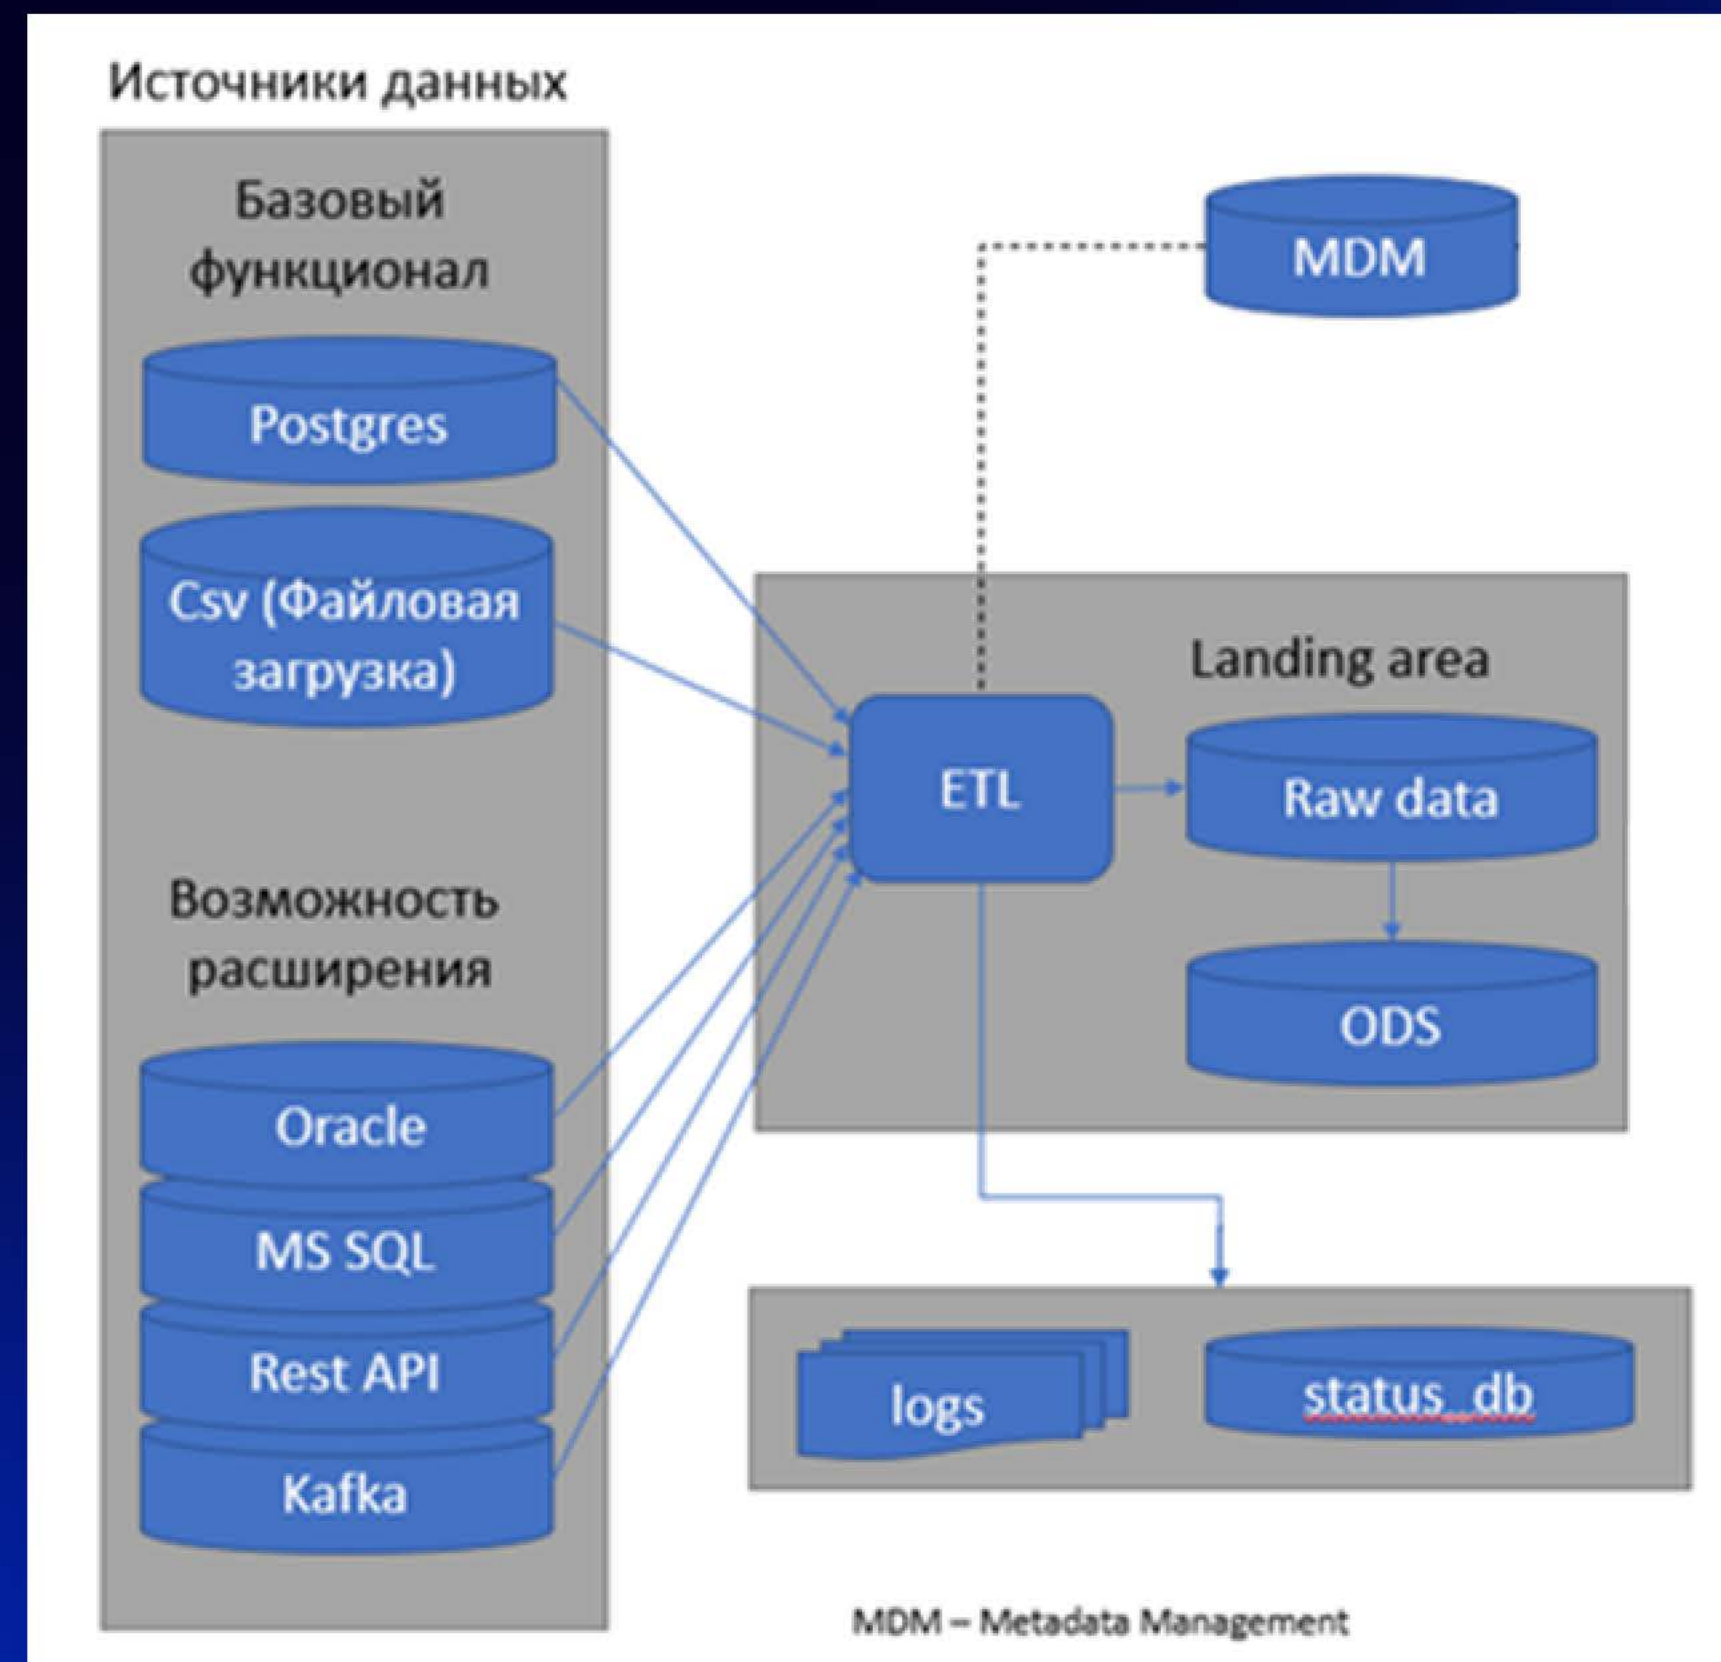 Источники данных
Базовый
функционал
Postgres
Csv (Файловая
загрузка)
Возможность
расширения
Oracle
MS SQL
Rest API
Kafka
MDM
Landing area
ETL
Raw data
ODS
logs
status_db
MDM – Metadata Management